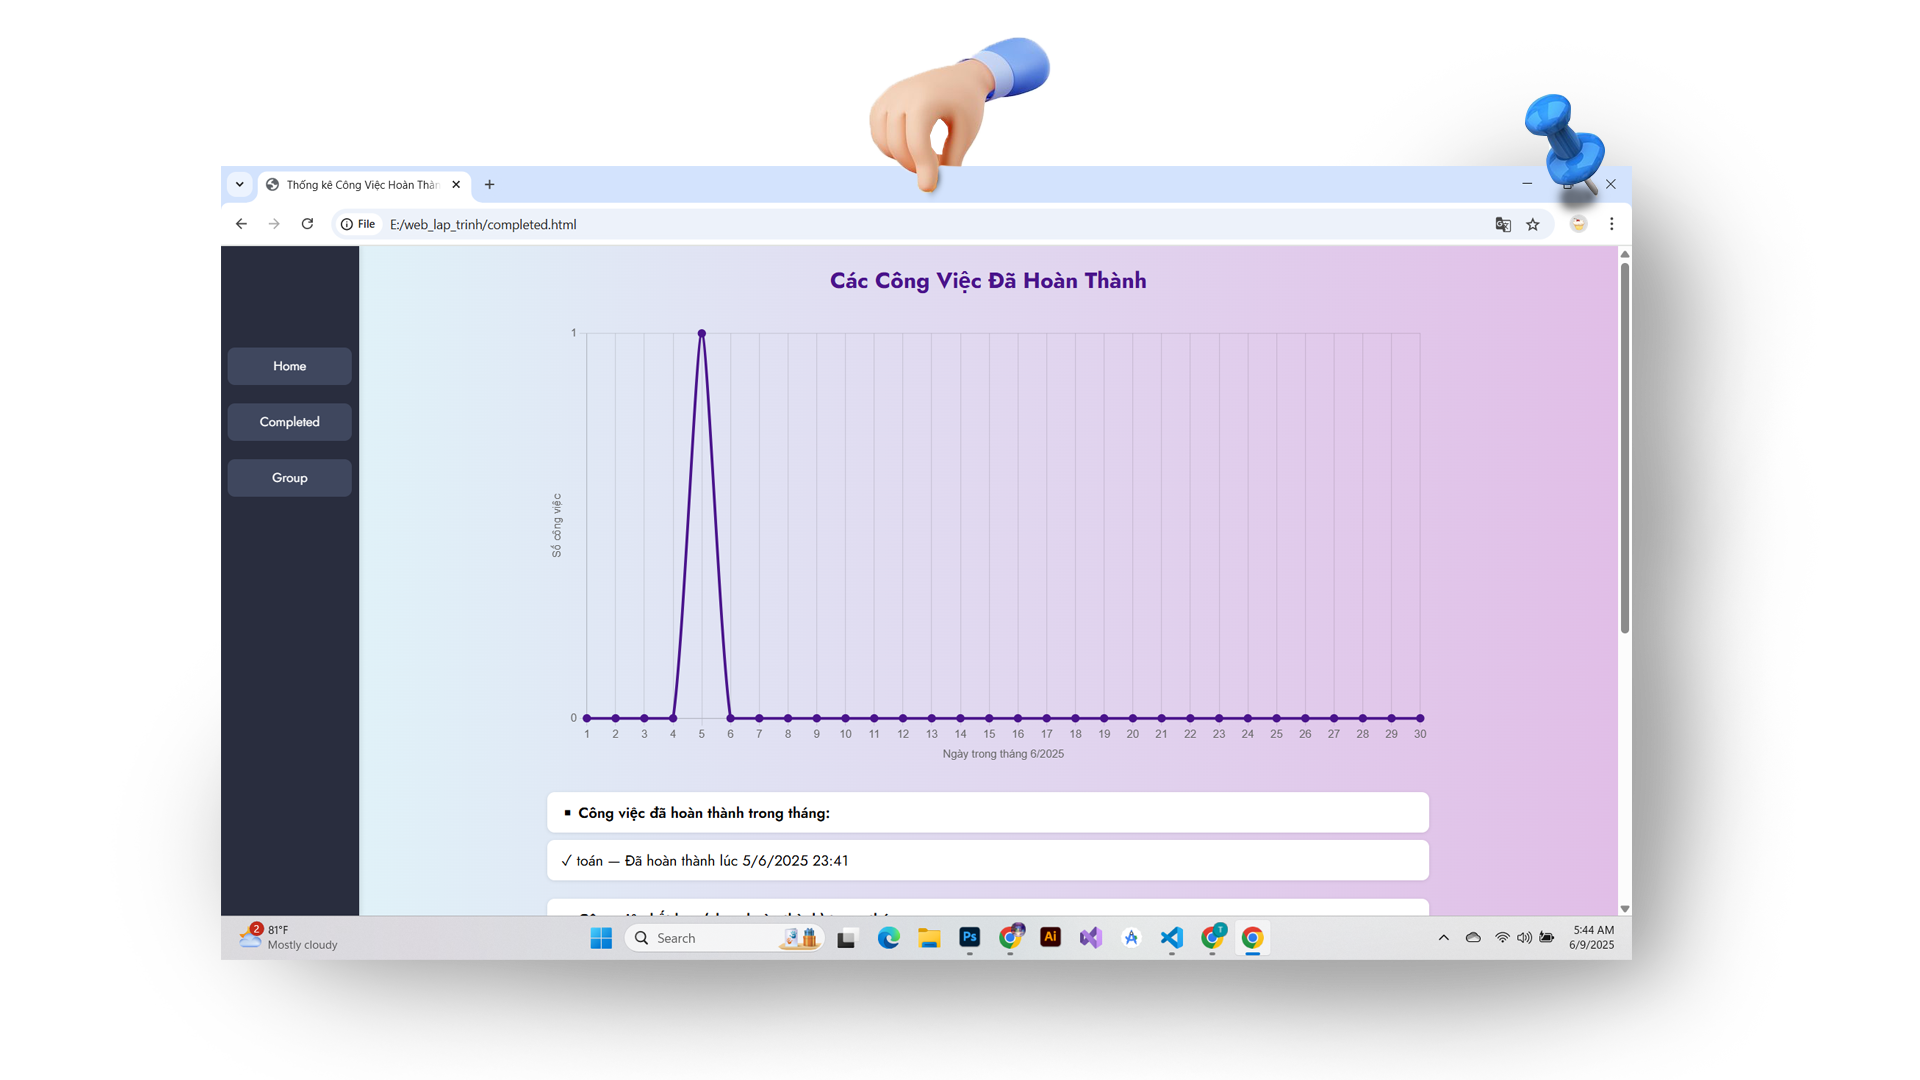 Thống kê Công Việc Hoàn Thàn
File E:/web_lap_trinh/completed.html
Home
Completed
Group
Các Công Việc Đã Hoàn Thành
1
Số công việc
0
1 2 3 4 5 6 7 8 9 10 11 12 13 14 15 16 17 18 19 20 21 22 23 24 25 26 27 28 29 30
Ngày trong tháng 6/2025
▪ Công việc đã hoàn thành trong tháng:
✓ toán — Đã hoàn thành lúc 5/6/2025 23:41
2
81°F
Mostly cloudy
Search
Ps
Ai
T
5:44 AM
6/9/2025